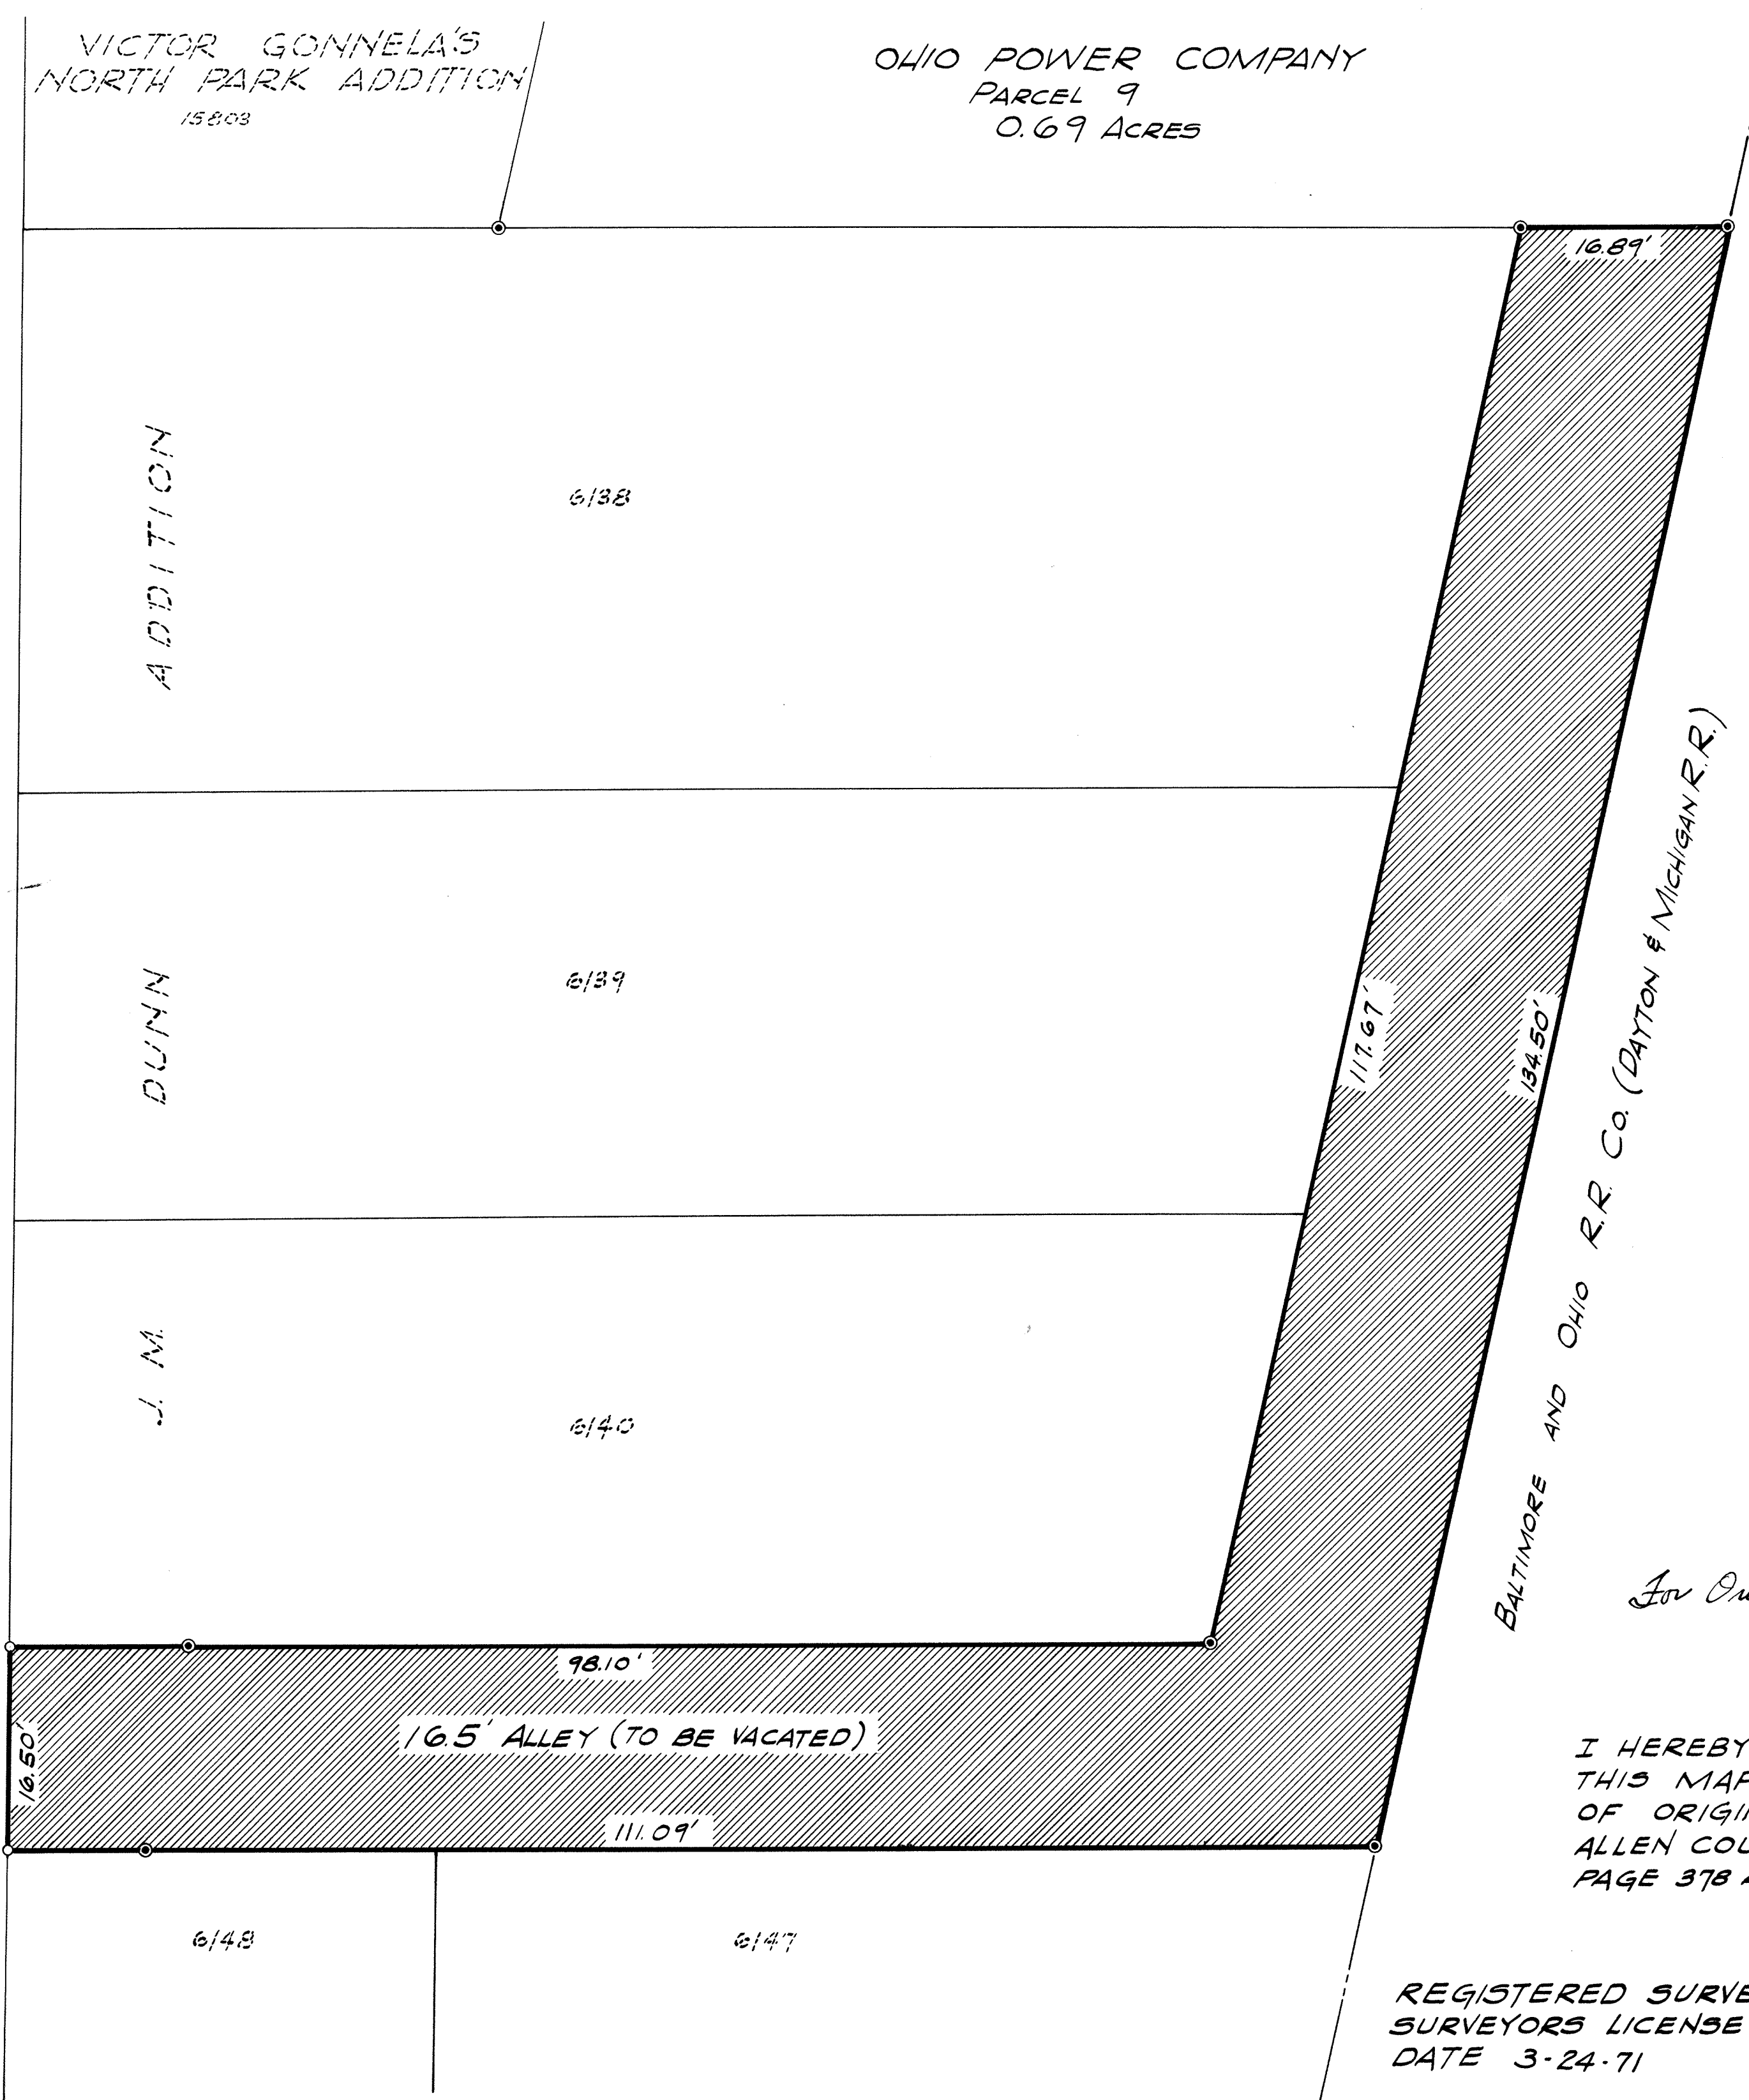 VICTOR GONNELA'S
NORTH PARK ADDITION
15803
OHIO POWER COMPANY
PARCEL 9
0.69 ACRES
16.89'
J. M. DUNN ADDITION
6138
6139
117.67'
134.50'
BALTIMORE AND OHIO R.R. CO. (DAYTON & MICHIGAN R.R.)
6140
For
98.10'
16.5' ALLEY (TO BE VACATED)
16.50'
111.09'
I HEREBY
THIS MAP
OF
ALLEN
PAGE 378
6148
6147
REGISTERED
SURVEYORS LICENSE
DATE 3-24-71